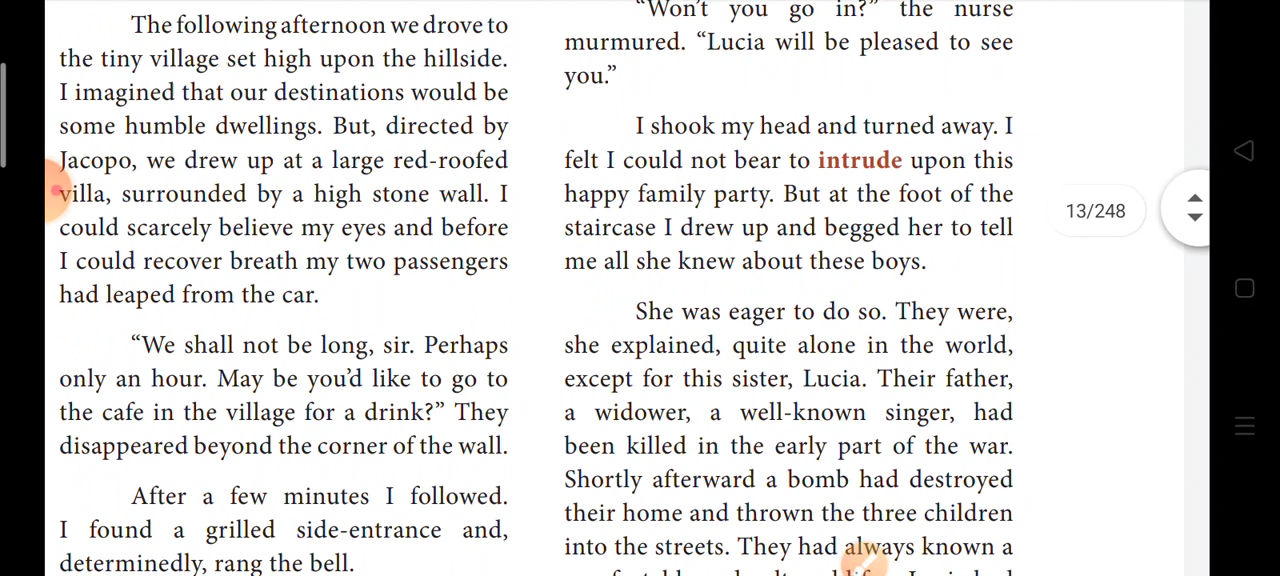 The following afternoon we drove to
the tiny village set high upon the hillside.
I imagined that our destinations would be
some humble dwellings. But, directed by
Jacopo, we drew up at a large red-roofed
villa, surrounded by a high stone wall. I
could scarcely believe my eyes and before
I could recover breath my two passengers
had leaped from the car.
“We shall not be long, sir. Perhaps
only an hour. May be you’d like to go to
the cafe in the village for a drink?” They
disappeared beyond the corner of the wall.
After a few minutes I followed.
I found a grilled side-entrance and,
determinedly, rang the bell.
“Won’t you go in?” the nurse
murmured. “Lucia will be pleased to see
you.”
I shook my head and turned away. I
felt I could not bear to intrude upon this
happy family party. But at the foot of the
staircase I drew up and begged her to tell
me all she knew about these boys.
She was eager to do so. They were,
she explained, quite alone in the world,
except for this sister, Lucia. Their father,
a widower, a well-known singer, had
been killed in the early part of the war.
Shortly afterward a bomb had destroyed
their home and thrown the three children
into the streets. They had always known a
13/248